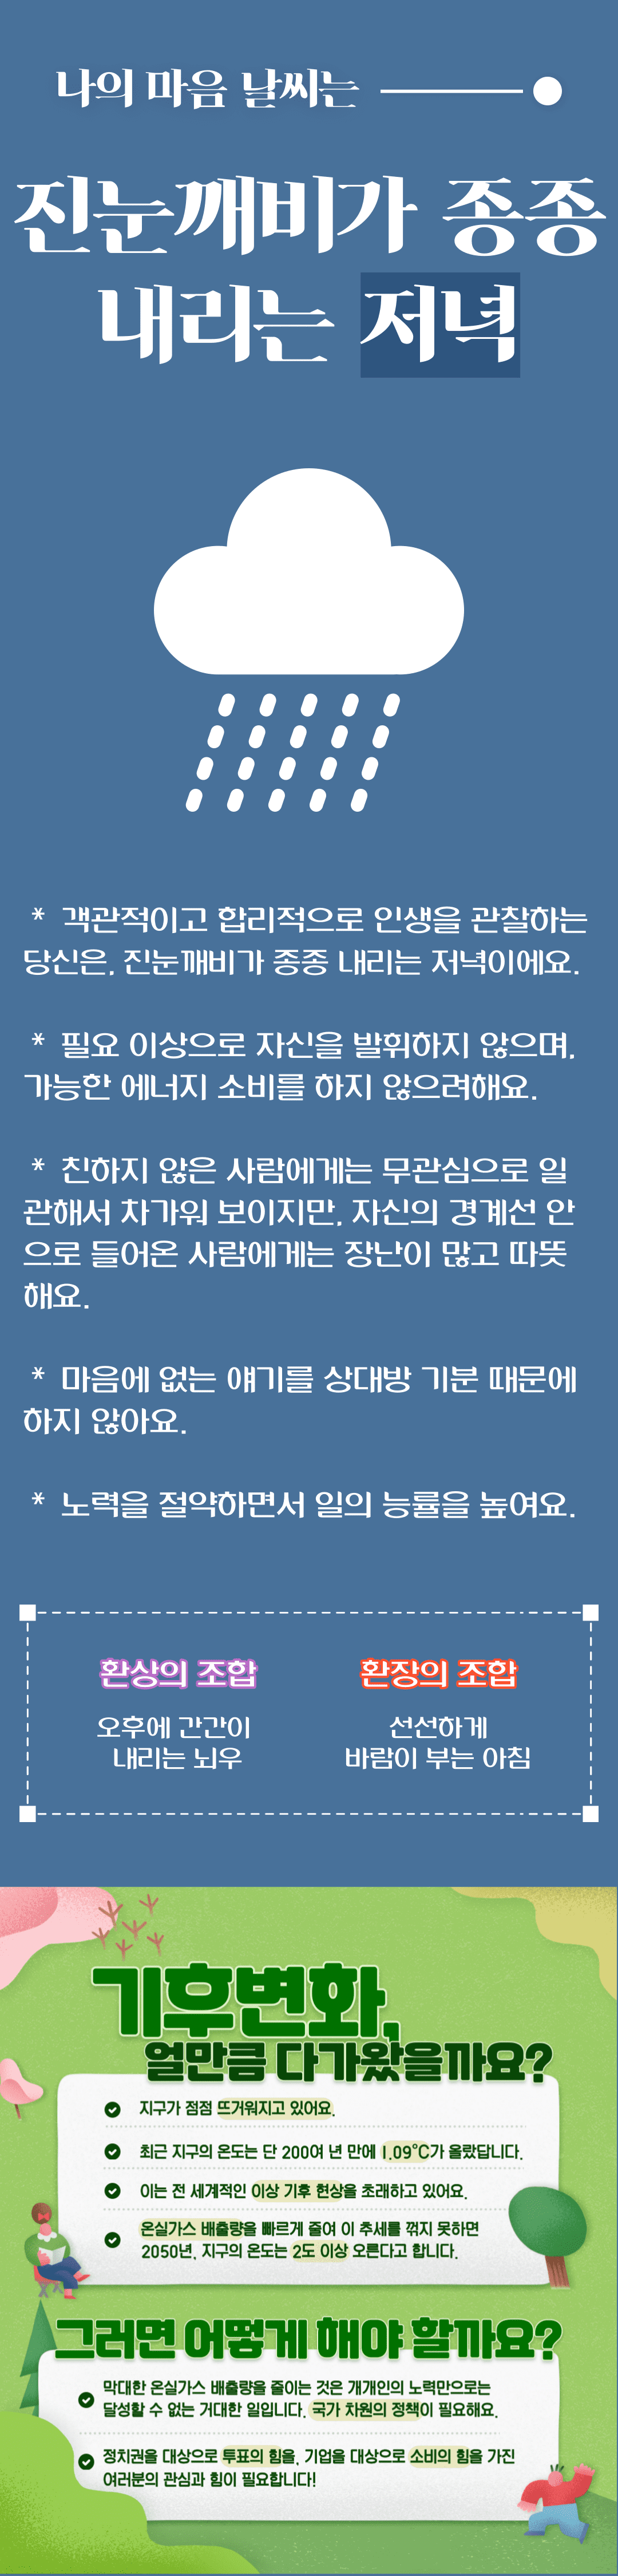 나의 마음 날씨는
진눈깨비가 종종
내리는 저녁
* 객관적이고 합리적으로 인생을 관찰하는
당신은, 진눈깨비가 종종 내리는 저녁이에요.
* 필요 이상으로 자신을 발휘하지 않으며,
가능한 에너지 소비를 하지 않으려해요.
* 친하지 않은 사람에게는 무관심으로 일
관해서 차가워 보이지만, 자신의 경계선 안
으로 들어온 사람에게는 장난이 많고 따뜻
해요.
* 마음에 없는 얘기를 상대방 기분 때문에
하지 않아요.
* 노력을 절약하면서 일의 능률을 높여요.
환상의 조합
오후에 간간이
내리는 뇌우
환장의 조합
선선하게
바람이 부는 아침
기후변화,
얼만큼 다가왔을까요?
지구가 점점 뜨거워지고 있어요.
최근 지구의 온도는 단 200여 년 만에 1.09°C가 올랐답니다.
이는 전 세계적인 이상 기후 현상을 초래하고 있어요.
온실가스 배출량을 빠르게 줄여 이 추세를 꺾지 못하면
2050년, 지구의 온도는 2도 이상 오른다고 합니다.
그러면 어떻게 해야 할까요?
막대한 온실가스 배출량을 줄이는 것은 개개인의 노력만으로는
달성할 수 없는 거대한 일입니다. 국가 차원의 정책이 필요해요.
정치권을 대상으로 투표의 힘을, 기업을 대상으로 소비의 힘을 가진
여러분의 관심과 힘이 필요합니다!